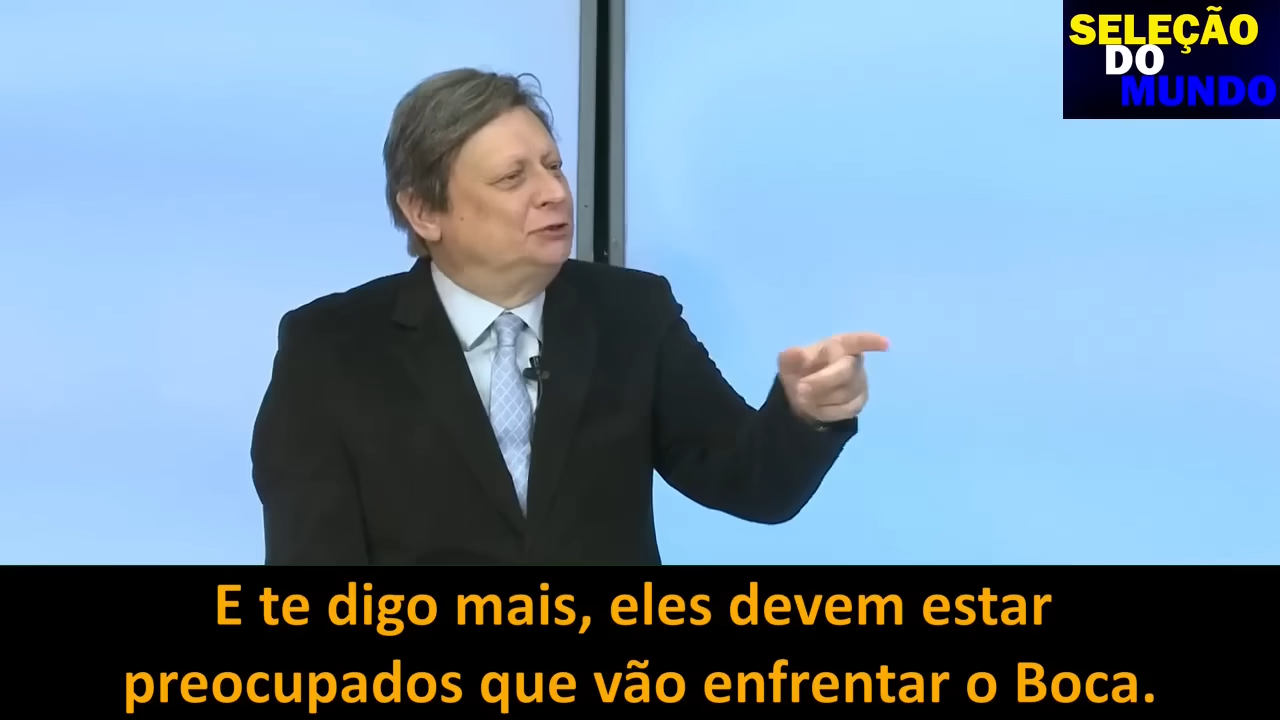 SELEÇÃO
DO
MUNDO
E te digo mais, eles devem estar
preocupados que vão enfrentar o Boca.